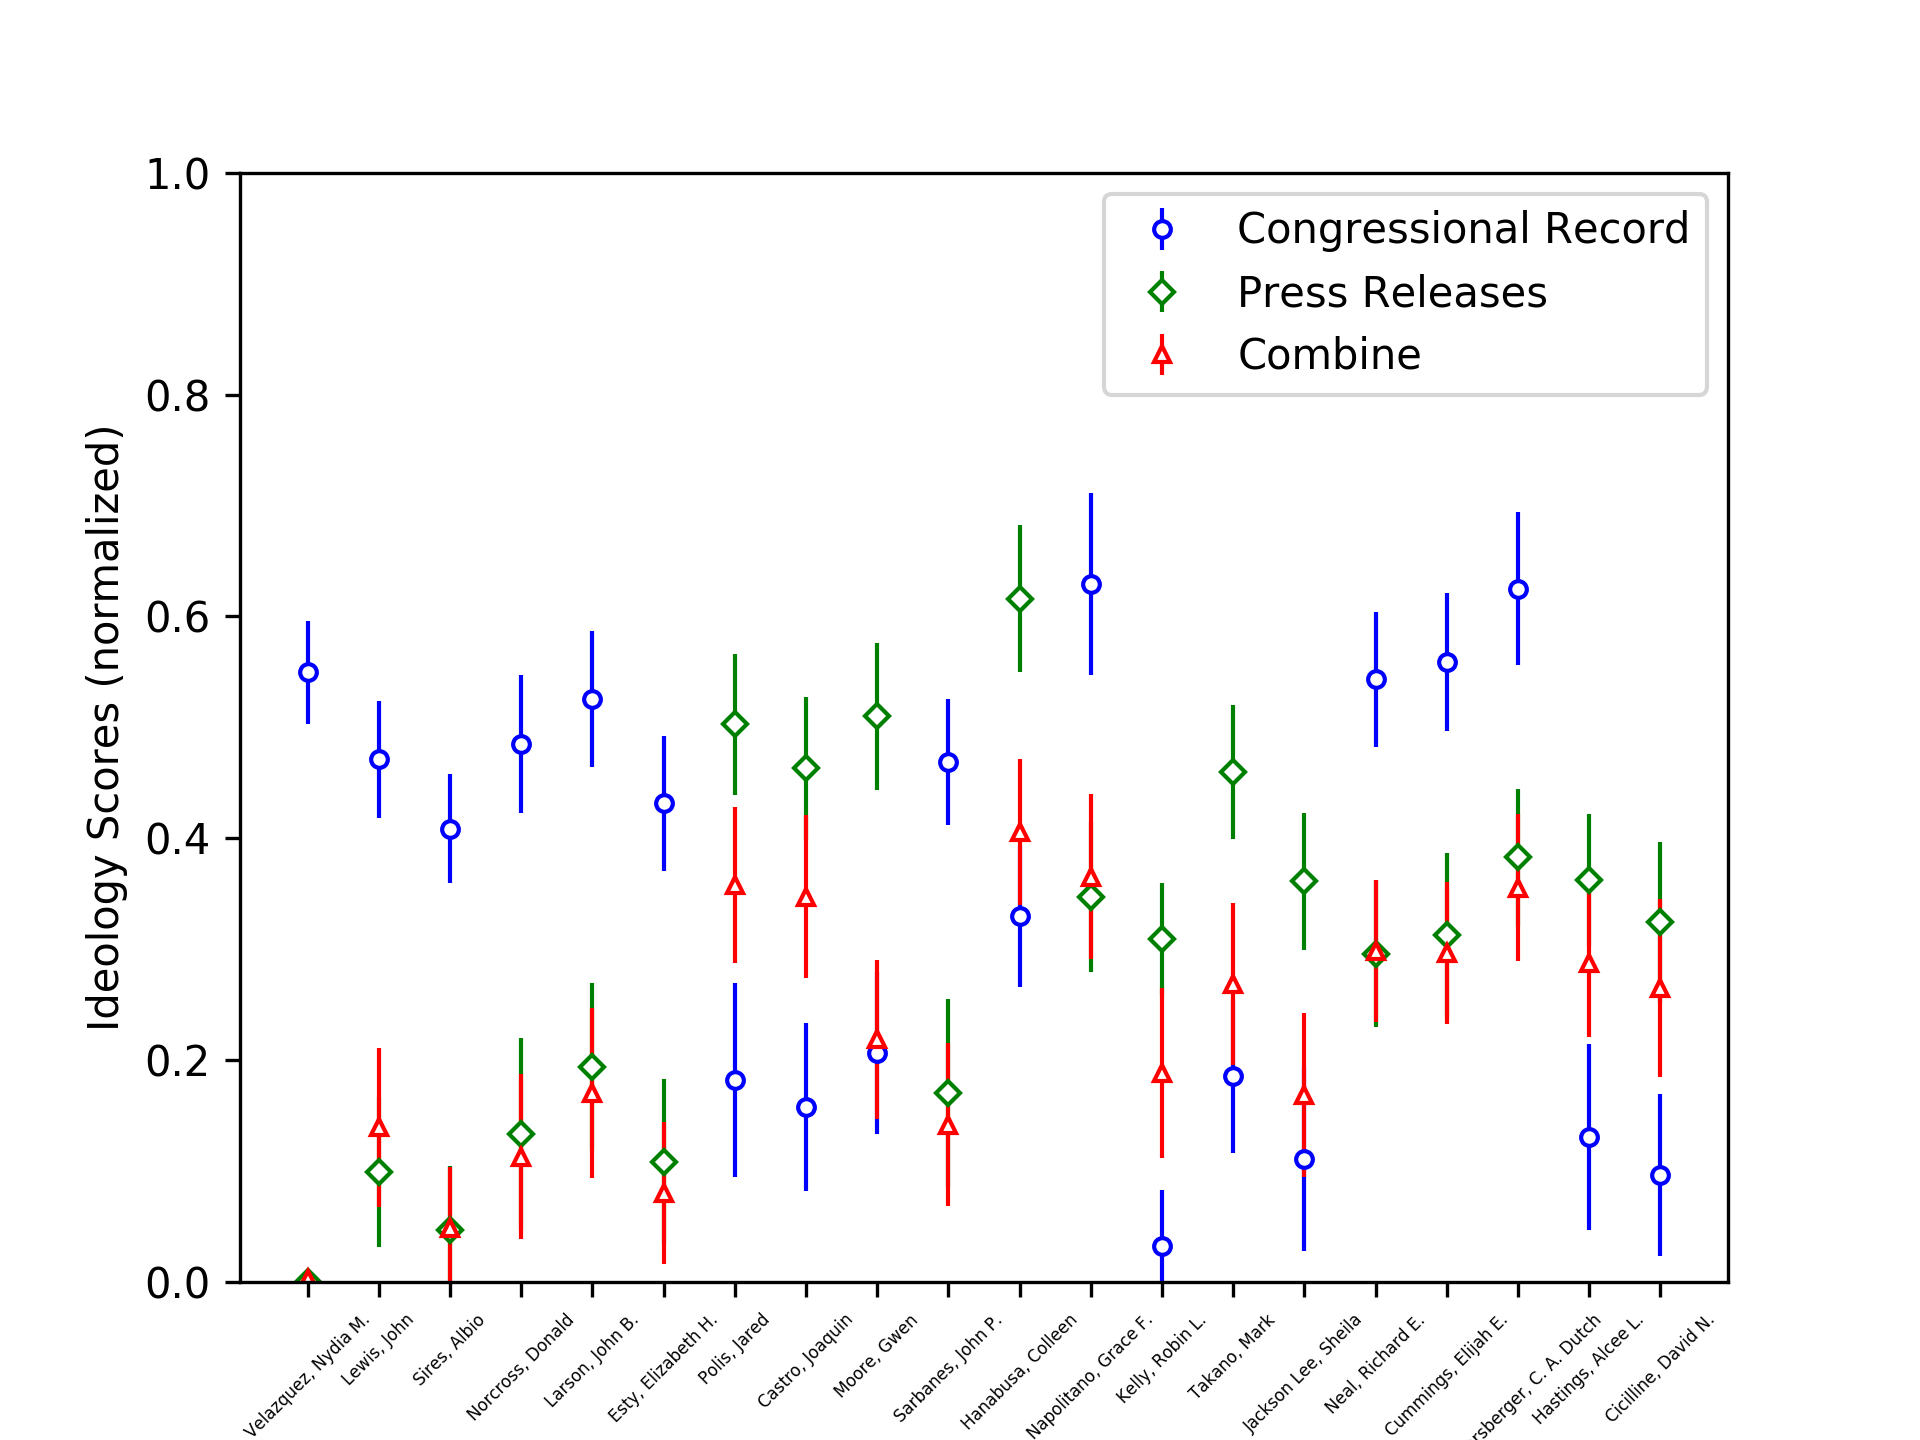 1.0
0.8
0.6
0.4
0.2
0.0
Ideology Scores (normalized)
Congressional Record
Press Releases
Combine
Velazquez, Nydia M.
Lewis, John
Sires, Albio
Norcross, Donald
Larson, John B.
Esty, Elizabeth H.
Polis, Jared
Castro, Joaquin
Moore, Gwen
Sarbanes, John P.
Hanabusa, Colleen
Napolitano, Grace F.
Kelly, Robin L.
Takano, Mark
Jackson Lee, Sheila
Neal, Richard E.
Cummings, Elijah E.
rsberger, C. A. Dutch
Hastings, Alcee L.
Cicilline, David N.